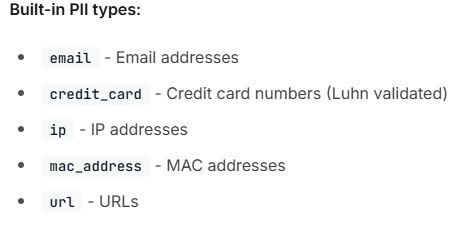 Built-in PII types:
• email - Email addresses
• credit_card - Credit card numbers (Luhn validated)
• ip - IP addresses
• mac_address - MAC addresses
• url - URLs